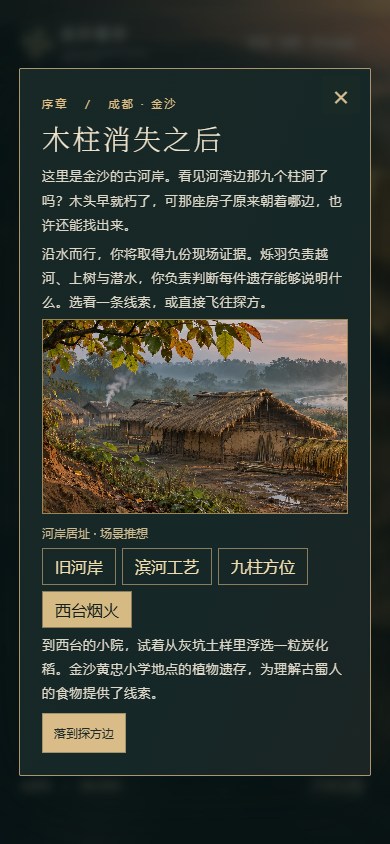 序章 / 成都 · 金沙
木柱消失之后
这里是金沙的古河岸。看见河湾边那九个柱洞了
吗？木头早就朽了，可那座房子原来朝着哪边，也
许还能找出来。
沿水而行，你将取得九份现场证据。烁羽负责越
河、上树与潜水，你负责判断每件遗存能够说明什
么。选看一条线索，或直接飞往探方。
河岸居址 · 场景推想
旧河岸
滨河工艺
九柱方位
西台烟火
到西台的小院，试着从灰坑土样里浮选一粒炭化
稻。金沙黄忠小学地点的植物遗存，为理解古蜀人
的食物提供了线索。
落到探方边